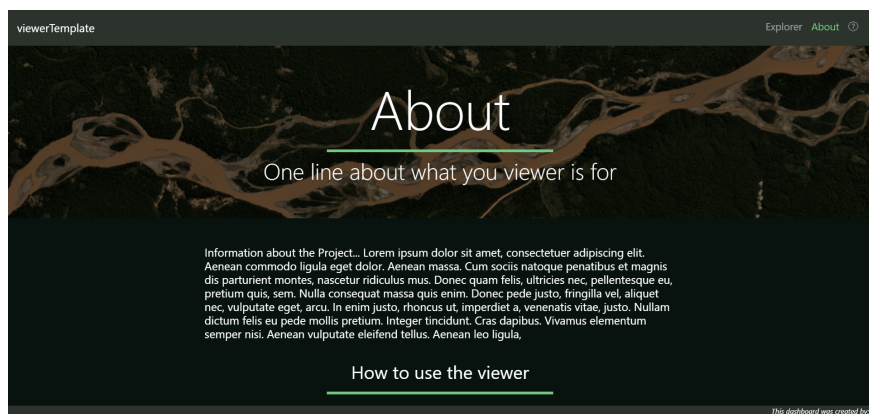 viewerTemplate
Explorer About ?
About
One line about what you viewer is for
Information about the Project... Lorem ipsum dolor sit amet, consectetuer adipiscing elit.
Aenean commodo ligula eget dolor. Aenean massa. Cum sociis natoque penatibus et magnis
dis parturient montes, nascetur ridiculus mus. Donec quam felis, ultricies nec, pellentesque eu,
pretium quis, sem. Nulla consequat massa quis enim. Donec pede justo, fringilla vel, aliquet
nec, vulputate eget, arcu. In enim justo, rhoncus ut, imperdiet a, venenatis vitae, justo. Nullam
dictum felis eu pede mollis pretium. Integer tincidunt. Cras dapibus. Vivamus elementum
semper nisi. Aenean vulputate eleifend tellus. Aenean leo ligula,
How to use the viewer
This dashboard was created by: